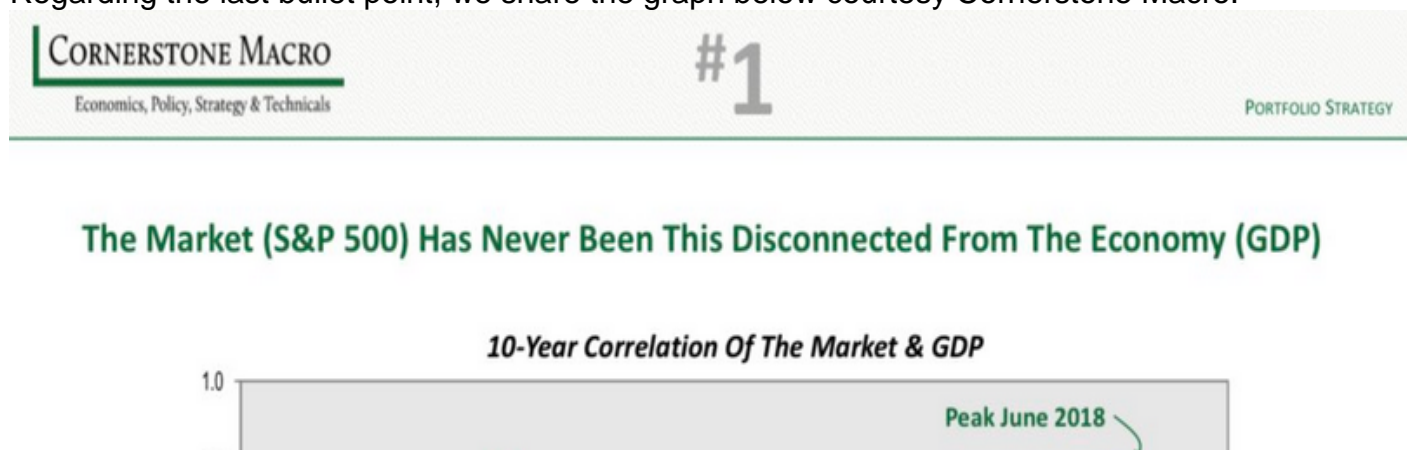 Regarding the last bullet point, we share the graph below courtesy Cornerstone Macro.
CORNERSTONE MACRO
Economics, Policy, Strategy & Technicals
#1
PORTFOLIO STRATEGY
The Market (S&P 500) Has Never Been This Disconnected From The Economy (GDP)
10-Year Correlation Of The Market & GDP
1.0
Peak June 2018